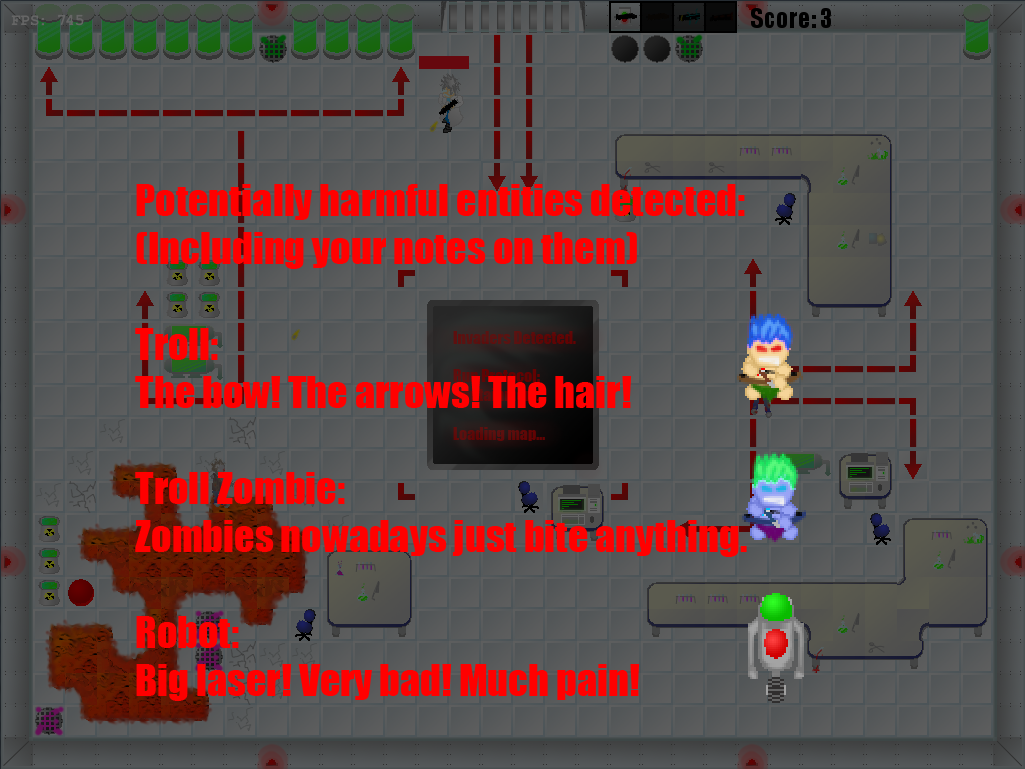 FPS: 745
Score:3
Potentially harmful entities detected:
(Including your notes on them)
Troll:
The bow! The arrows! The hair!
Loading map...
Troll Zombie:
Zombies nowadays just bite anything.
Robot:
Big laser! Very bad! Much pain!